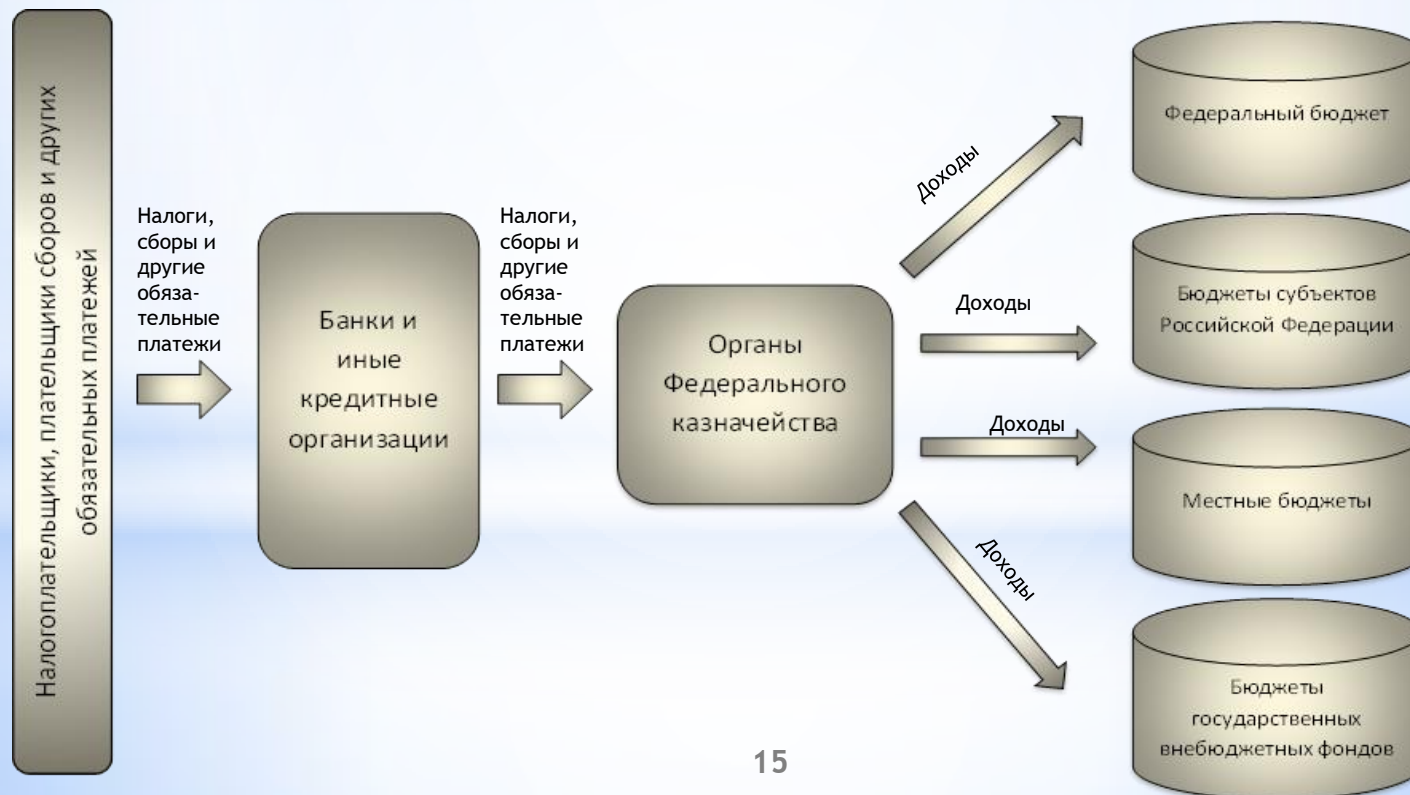 Налогоплательщики, плательщики сборов и других
обязательных платежей
Налоги,
сборы и
другие
обяза-
тельные
платежи
Банки и
иные
кредитные
организации
Налоги,
сборы и
другие
обяза-
тельные
платежи
Органы
Федерального
казначейства
Доходы
Доходы
Доходы
Доходы
Федеральный бюджет
Бюджеты субъектов
Российской Федерации
Местные бюджеты
Бюджеты
государственных
внебюджетных фондов
15